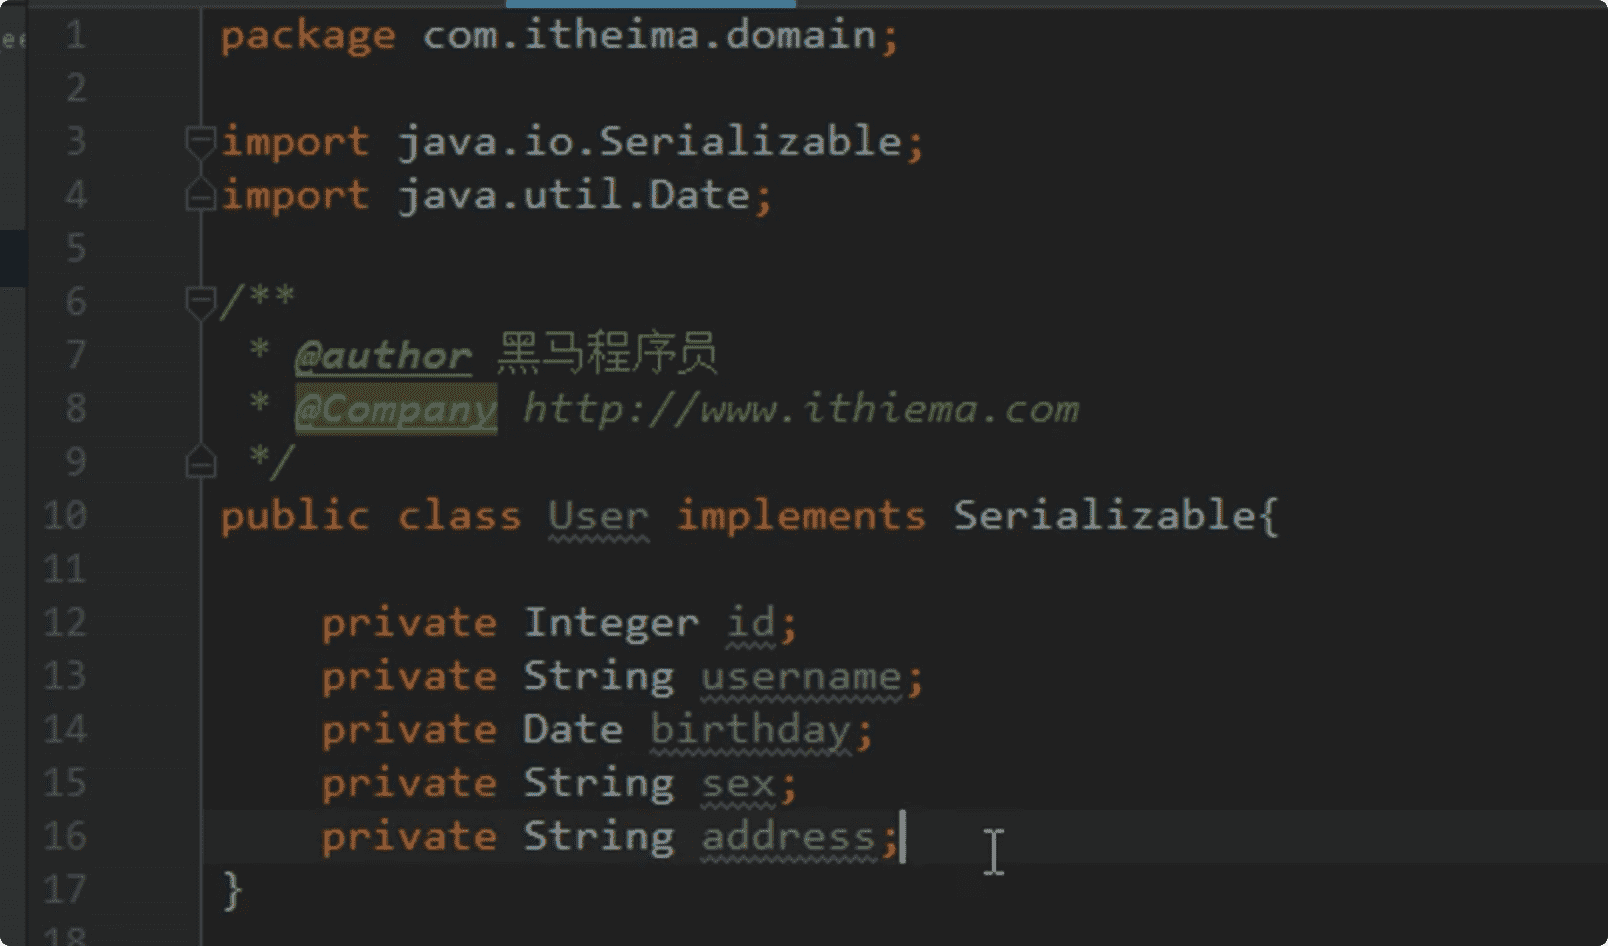 1 package com.itheima.domain;
2
3 import java.io.Serializable;
4 import java.util.Date;
5
6 /**
7 * @author 黑马程序员
8 * @Company http://www.ithiema.com
9 */
10 public class User implements Serializable{
11
12 private Integer id;
13 private String username;
14 private Date birthday;
15 private String sex;
16 private String address;
17 }
18